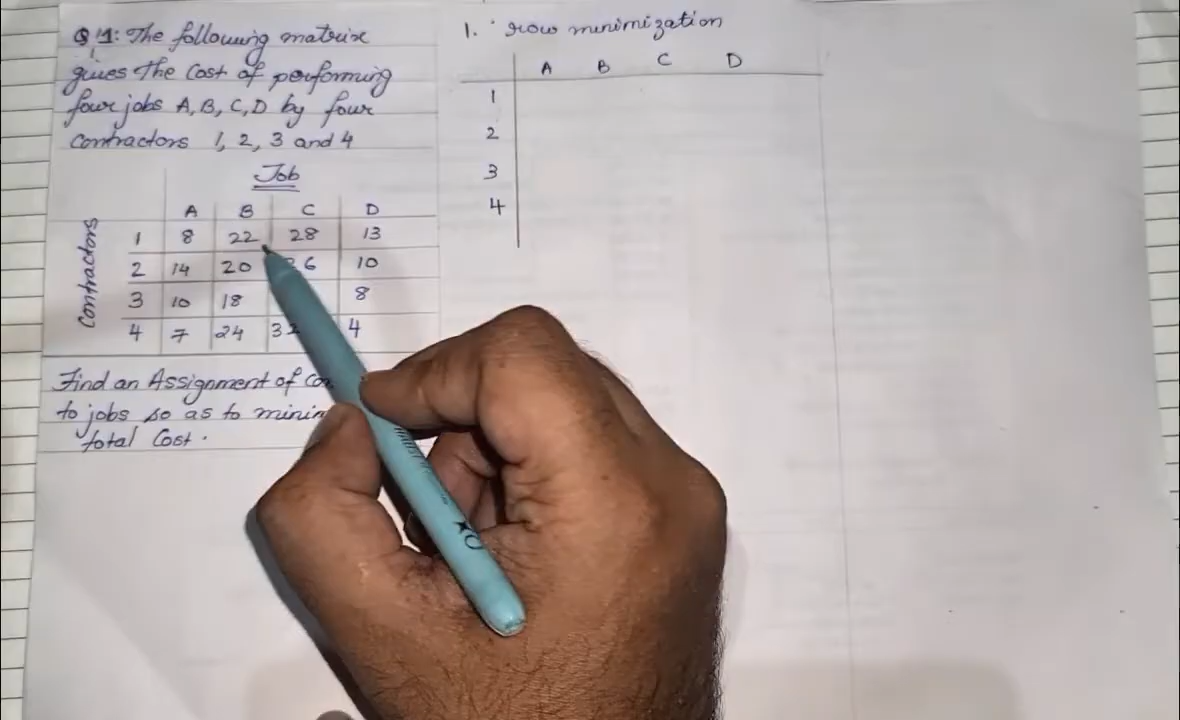 Q 1: The following matrix
gives the cost of performing
four jobs A, B, C, D by four
contractors 1, 2, 3 and 4
Job
Contractors
A B C D
1 8 22 28 13
2 14 20 10
3 10 18 8
4 7 24 4
Find an Assignment of
to jobs so as to
total cost.
1. row minimization
A B C D
1
2
3
4